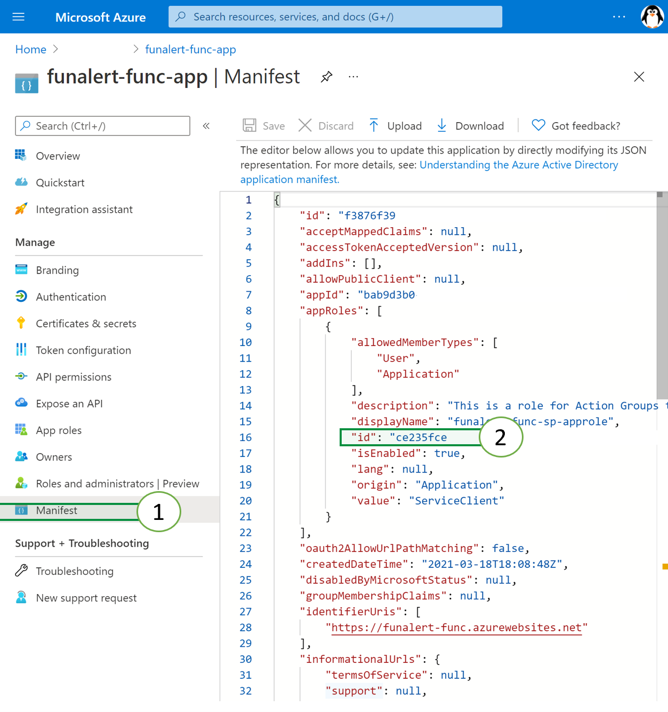 Microsoft Azure
Search resources, services, and docs (G+/)
Home
funalert-func-app
funalert-func-app | Manifest
Search (Ctrl+/)
Overview
Quickstart
Integration assistant
Manage
Branding
Authentication
Certificates & secrets
Token configuration
API permissions
Expose an API
App roles
Owners
Roles and administrators | Preview
Manifest
1
Support + Troubleshooting
Troubleshooting
New support request
Save
Discard
Upload
Download
Got feedback?
The editor below allows you to update this application by directly modifying its JSON
representation. For more details, see: Understanding the Azure Active Directory
application manifest.
1 {
2 "id": "f3876f39
3 "acceptMappedClaims": null,
4 "accessTokenAcceptedVersion": null,
5 "addIns": [],
6 "allowPublicClient": null,
7 "appId": "bab9d3b0
8 "appRoles": [
9 {
10 "allowedMemberTypes": [
11 "User",
12 "Application"
13 ],
14 "description": "This is a role for Action Groups
15 "displayName": func-sp-approle",
16 "id": "ce235fce
2
17 "isEnabled": true,
18 "lang": null,
19 "origin": "Application",
20 "value": "ServiceClient"
21 }
22 ],
23 "oauth2AllowUrlPathMatching": false,
24 "createdDateTime": "2021-03-18T18:08:48Z",
25 "disabledByMicrosoftStatus": null,
26 "groupMembershipClaims": null,
27 "identifierUris": [
28 "https://funalert-func.azurewebsites.net"
29 ],
30 "informationalUrls": {
31 "termsOfService": null,
32 "support": null,